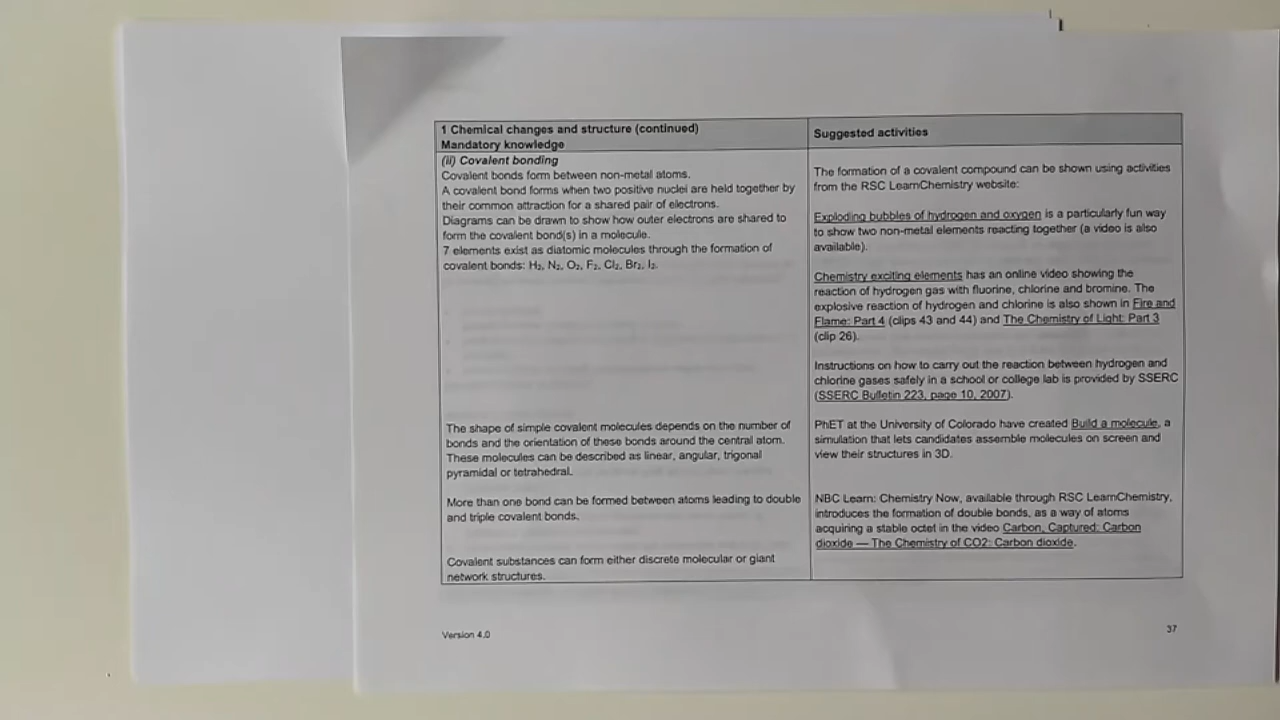 1 Chemical changes and structure (continued)
Mandatory knowledge
Suggested activities
(ii) Covalent bonding
Covalent bonds form between non-metal atoms.
A covalent bond forms when two positive nuclei are held together by
their common attraction for a shared pair of electrons.
Diagrams can be drawn to show how outer electrons are shared to
form the covalent bond(s) in a molecule.
7 elements exist as diatomic molecules through the formation of
covalent bonds: H₂, N₂, O₂, F₂, Cl₂, Br₂, I₂.
The shape of simple covalent molecules depends on the number of
bonds and the orientation of these bonds around the central atom.
These molecules can be described as linear, angular, trigonal
pyramidal or tetrahedral.
More than one bond can be formed between atoms leading to double
and triple covalent bonds.
Covalent substances can form either discrete molecular or giant
network structures.
The formation of a covalent compound can be shown using activities
from the RSC LearnChemistry website:
Exploding bubbles of hydrogen and oxygen is a particularly fun way
to show two non-metal elements reacting together (a video is also
available).
Chemistry exciting elements has an online video showing the
reaction of hydrogen gas with fluorine, chlorine and bromine. The
explosive reaction of hydrogen and chlorine is also shown in Fire and
Flame: Part 4 (clips 43 and 44) and The Chemistry of Light: Part 3
(clip 26).
Instructions on how to carry out the reaction between hydrogen and
chlorine gases safely in a school or college lab is provided by SSERC
(SSERC Bulletin 223, page 10, 2007).
PhET at the University of Colorado have created Build a molecule, a
simulation that lets candidates assemble molecules on screen and
view their structures in 3D.
NBC Learn: Chemistry Now, available through RSC LearnChemistry,
introduces the formation of double bonds, as a way of atoms
acquiring a stable octet in the video Carbon, Captured: Carbon
dioxide — The Chemistry of CO2: Carbon dioxide.
Version 4.0
37